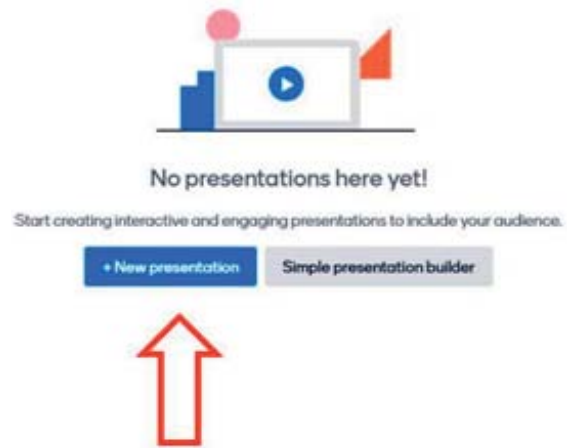 No presentations here yet!
Start creating interactive and engaging presentations to include your audience.
+ New presentation
Simple presentation builder